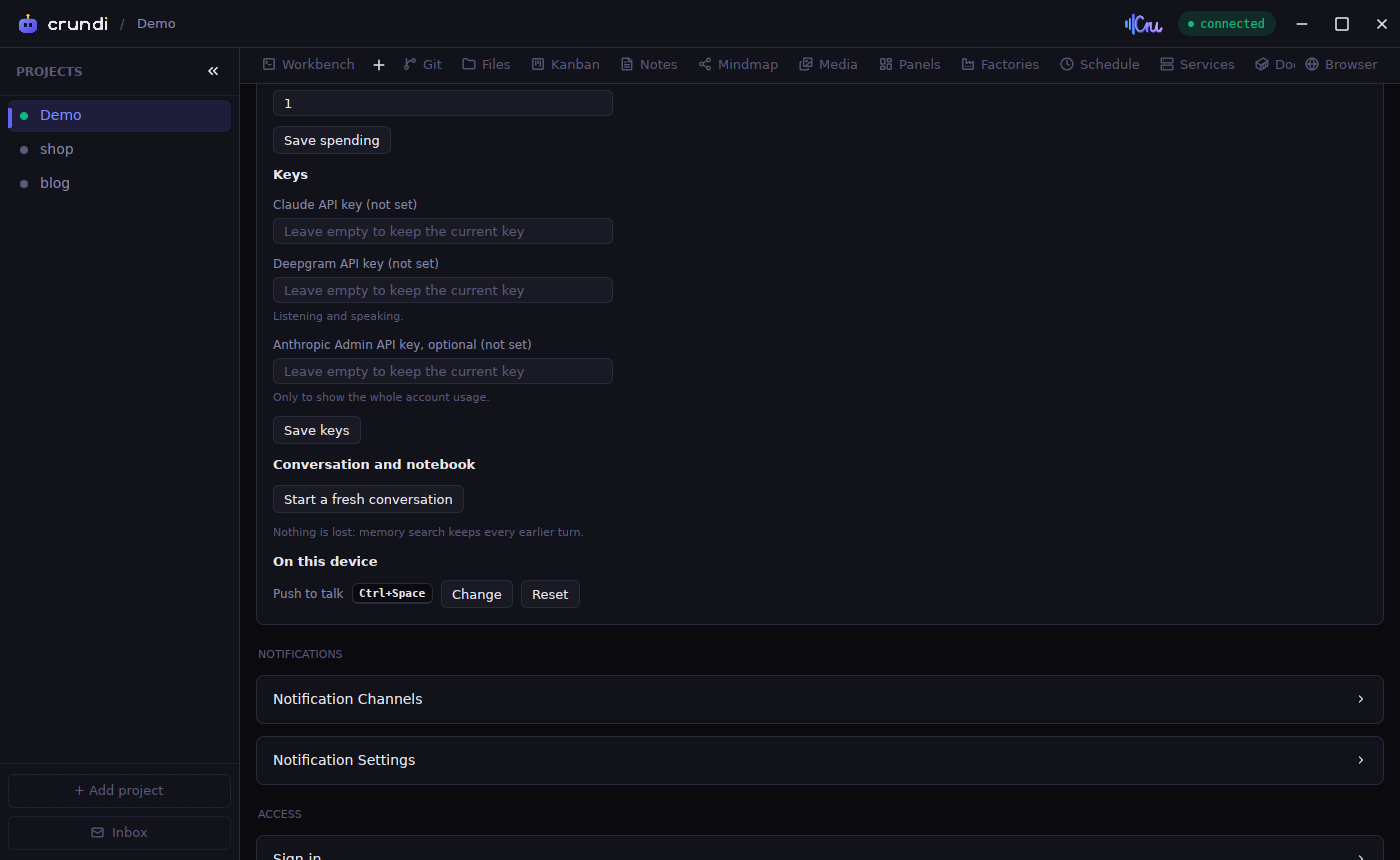 crundi / Demo
Cru
connected
PROJECTS
Workbench
Git
Files
Kanban
Notes
Mindmap
Media
Panels
Factories
Schedule
Services
Browser
Demo
shop
blog
1
Save spending
Keys
Claude API key (not set)
Leave empty to keep the current key
Deepgram API key (not set)
Leave empty to keep the current key
Listening and speaking.
Anthropic Admin API key, optional (not set)
Leave empty to keep the current key
Only to show the whole account usage.
Save keys
Conversation and notebook
Start a fresh conversation
Nothing is lost: memory search keeps every earlier turn.
On this device
Push to talk Ctrl+Space Change Reset
NOTIFICATIONS
Notification Channels
Notification Settings
ACCESS
Sign in
+ Add project
Inbox